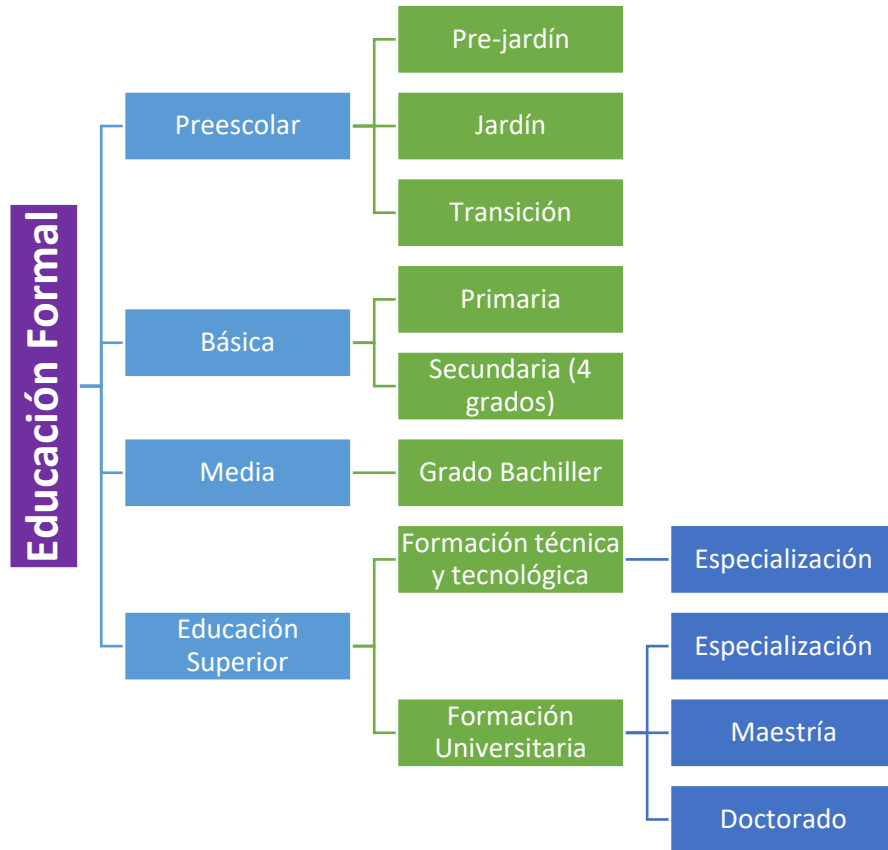 Educación Formal
Preescolar
Pre-jardín
Jardín
Transición
Básica
Primaria
Secundaria (4
grados)
Media
Grado Bachiller
Educación
Superior
Formación técnica
y tecnológica
Especialización
Formación
Universitaria
Especialización
Maestría
Doctorado